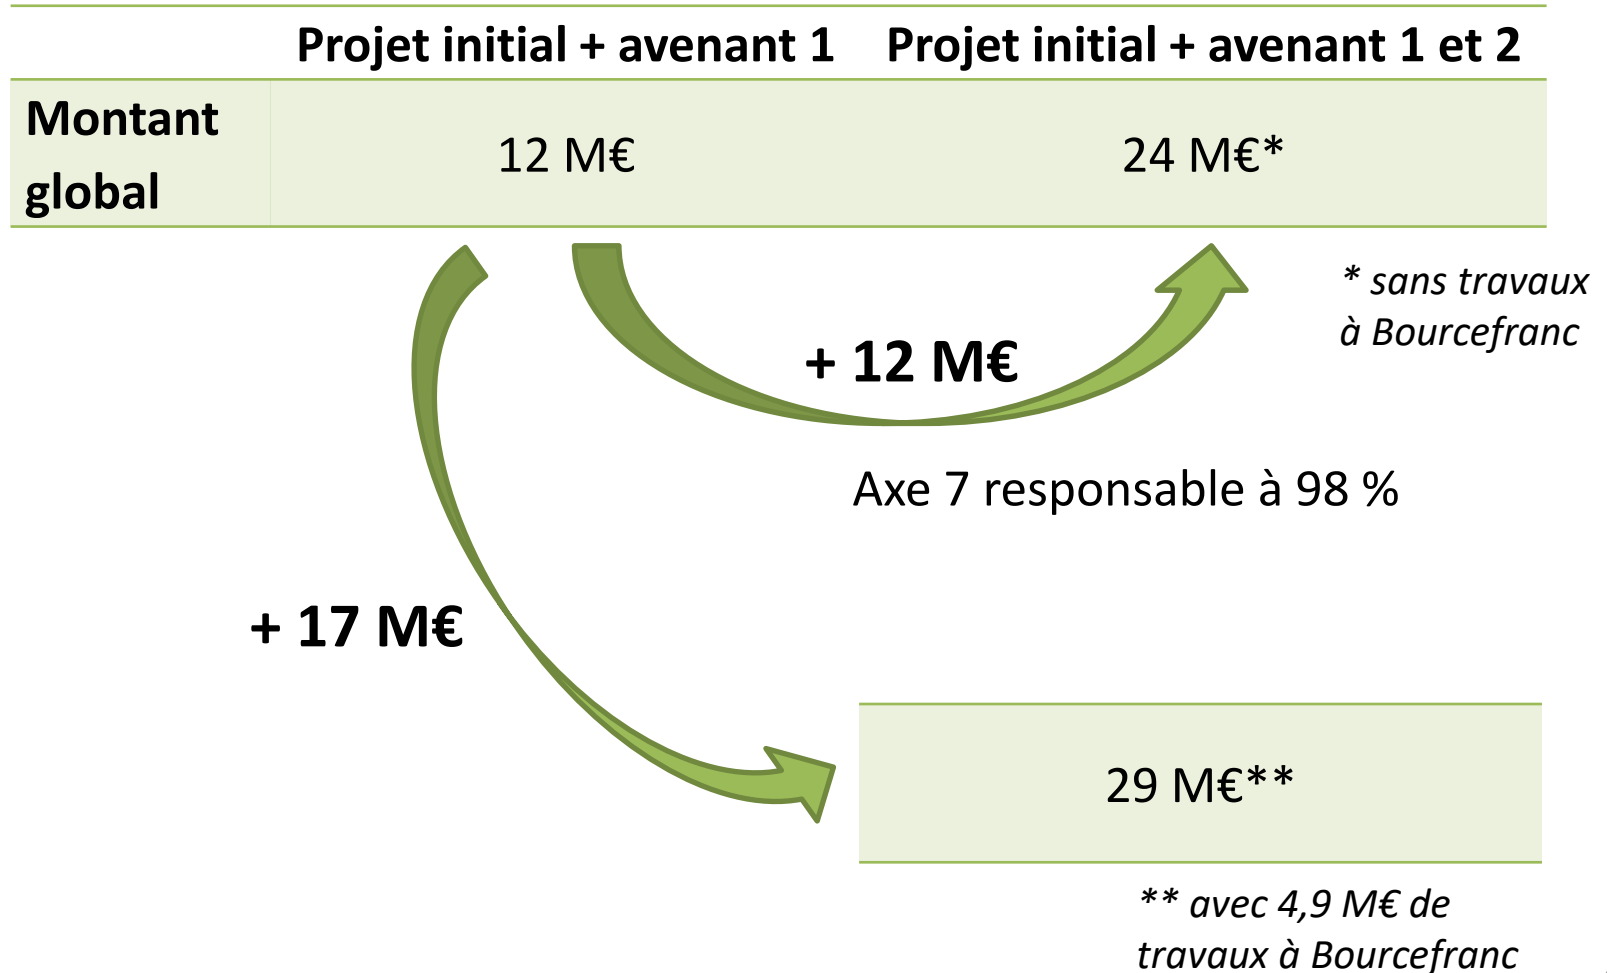 Projet initial + avenant 1 Projet initial + avenant 1 et 2
Montant
global
12 M€
24 M€*
* sans travaux
à Bourcefranc
+ 12 M€
Axe 7 responsable à 98 %
+ 17 M€
29 M€**
** avec 4,9 M€ de
travaux à Bourcefranc